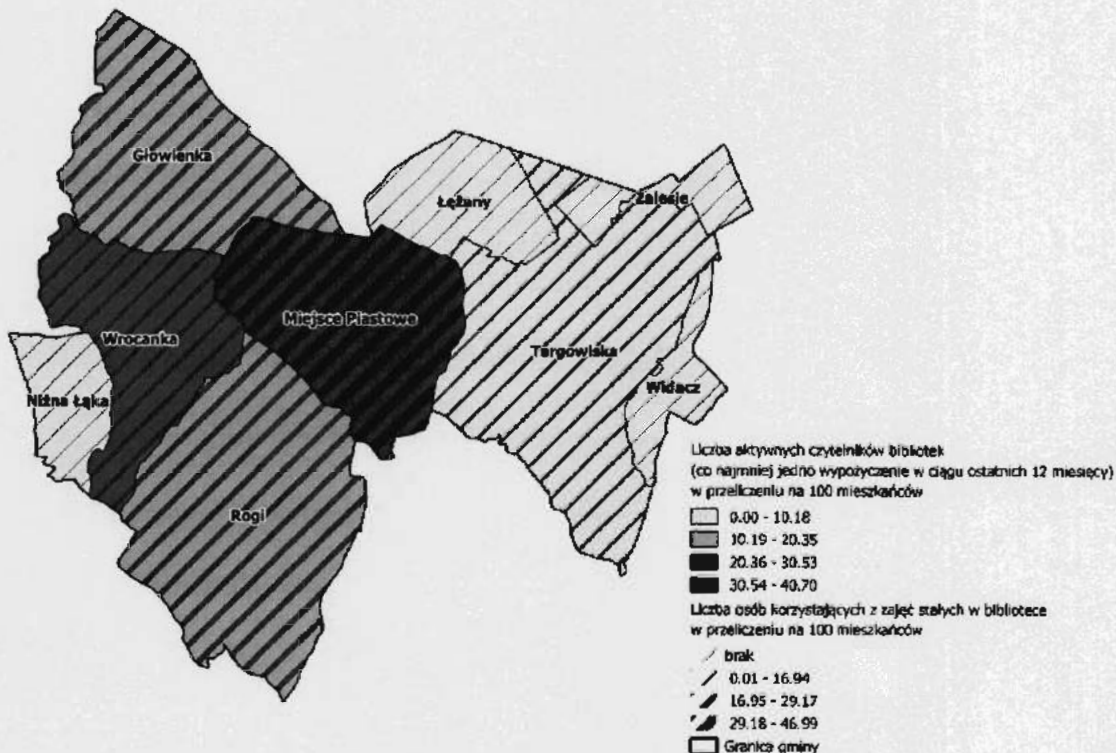 Głowienka
Łężany
Zalesie
Miejsce Piastowe
Wrocanka
Targowiska
Widacz
Niżna Łąka
Rogi
Liczba aktywnych czytelników bibliotek
(co najmniej jedno wypożyczenie w ciągu ostatnich 12 miesięcy)
w przeliczeniu na 100 mieszkańców
0.00 - 10.18
10.19 - 20.35
20.36 - 30.53
30.54 - 40.70
Liczba osób korzystających z zajęć stałych w bibliotece
w przeliczeniu na 100 mieszkańców
brak
0.01 - 16.94
16.95 - 29.17
29.18 - 46.99
Granica gminy